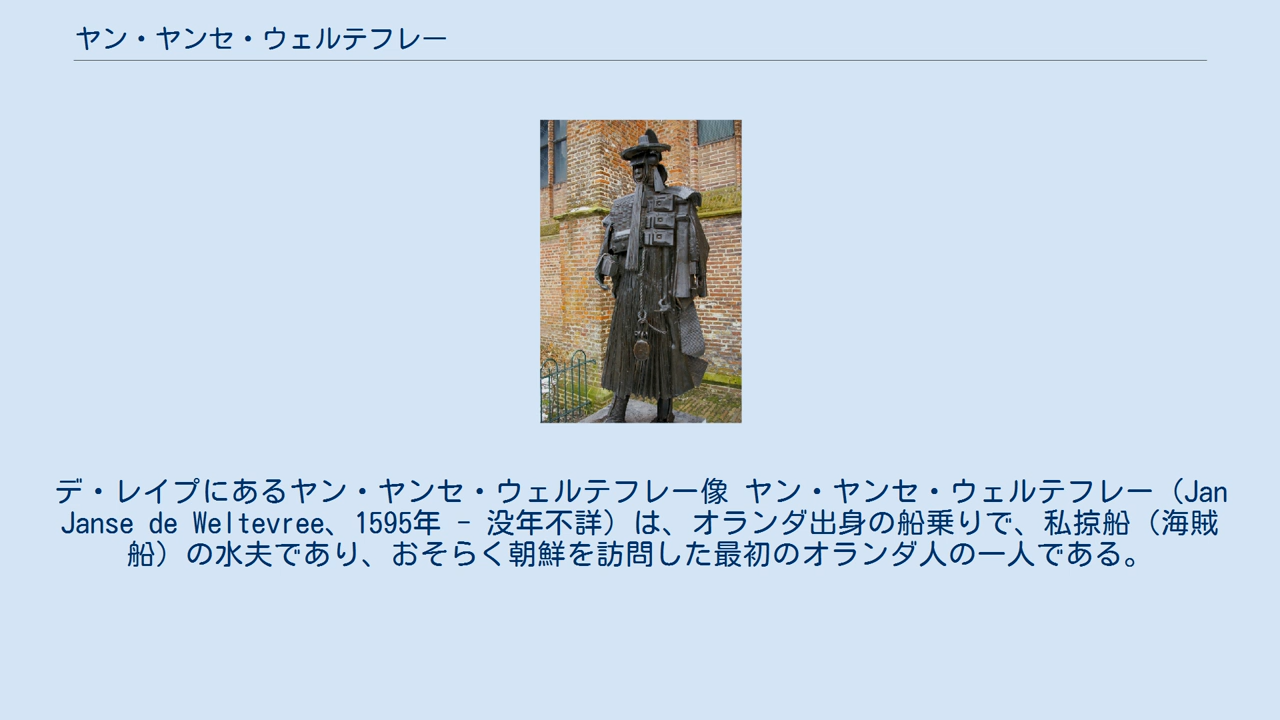 ヤン・ヤンセ・ウェルテフレー
デ・レイプにあるヤン・ヤンセ・ウェルテフレー像 ヤン・ヤンセ・ウェルテフレー（Jan
Janse de Weltevree、1595年 - 没年不詳）は、オランダ出身の船乗りで、私掠船（海賊
船）の水夫であり、おそらく朝鮮を訪問した最初のオランダ人の一人である。